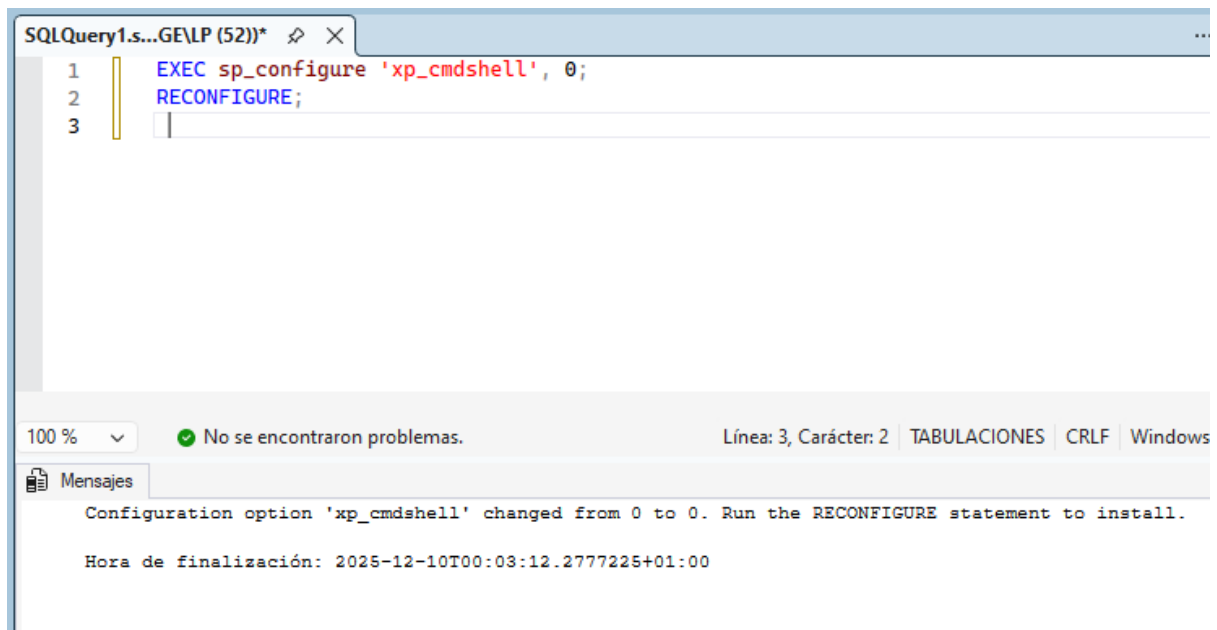 SQLQuery1.s...GE\LP (52))*
...
1 EXEC sp_configure 'xp_cmdshell', 0;
2 RECONFIGURE;
3
100 % No se encontraron problemas. Línea: 3, Carácter: 2 TABULACIONES CRLF Windows
Mensajes
Configuration option 'xp_cmdshell' changed from 0 to 0. Run the RECONFIGURE statement to install.
Hora de finalización: 2025-12-10T00:03:12.2777225+01:00